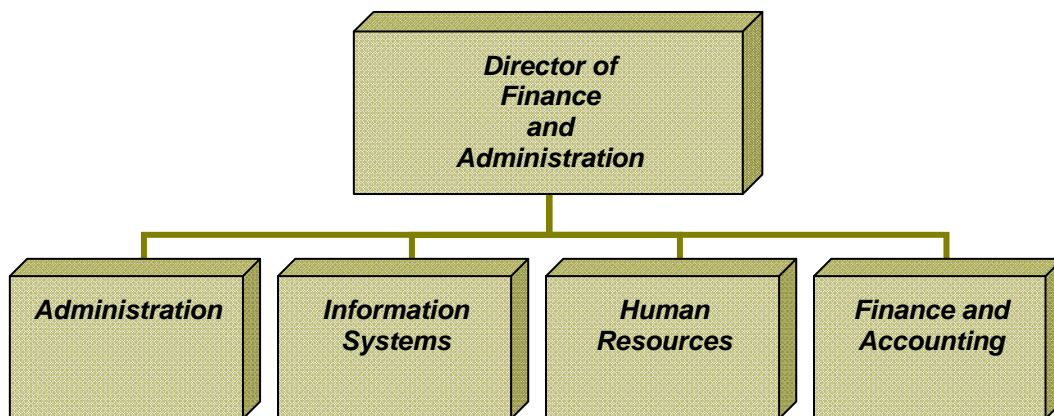 Director of
Finance
and
Administration
Administration
Information
Systems
Human
Resources
Finance and
Accounting